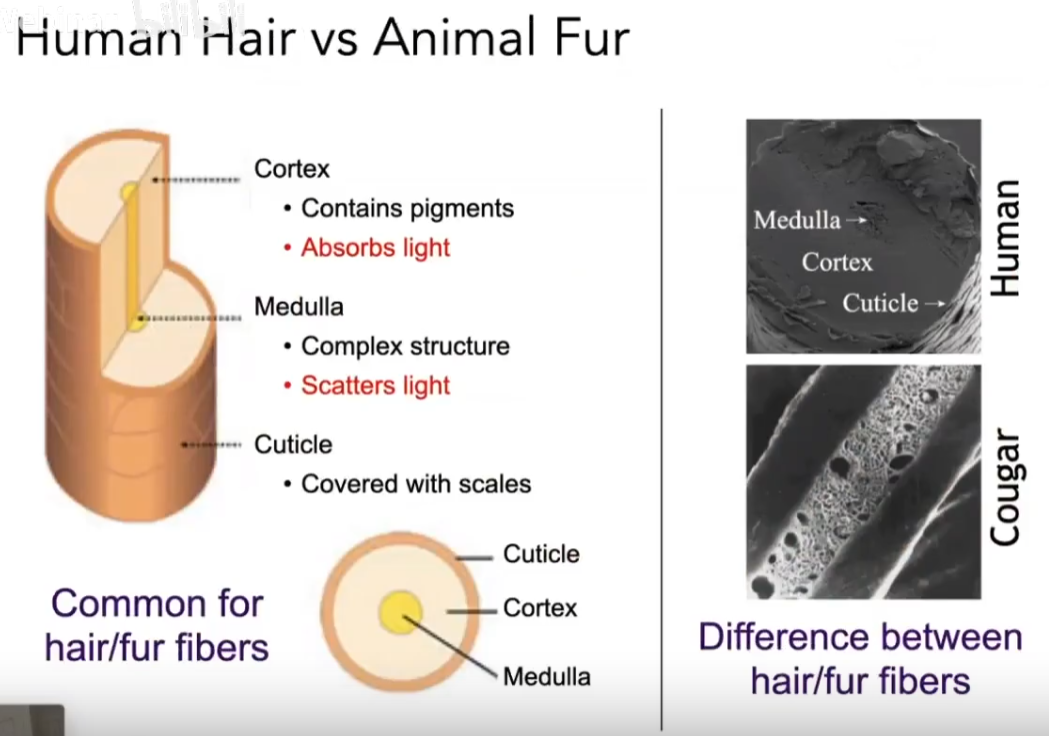 Human Hair vs Animal Fur
Cortex
• Contains pigments
• Absorbs light
Medulla
• Complex structure
• Scatters light
Cuticle
• Covered with scales
Cuticle
Cortex
Medulla
Common for
hair/fur fibers
Medulla
Cortex
Cuticle
Human
Cougar
Difference between
hair/fur fibers